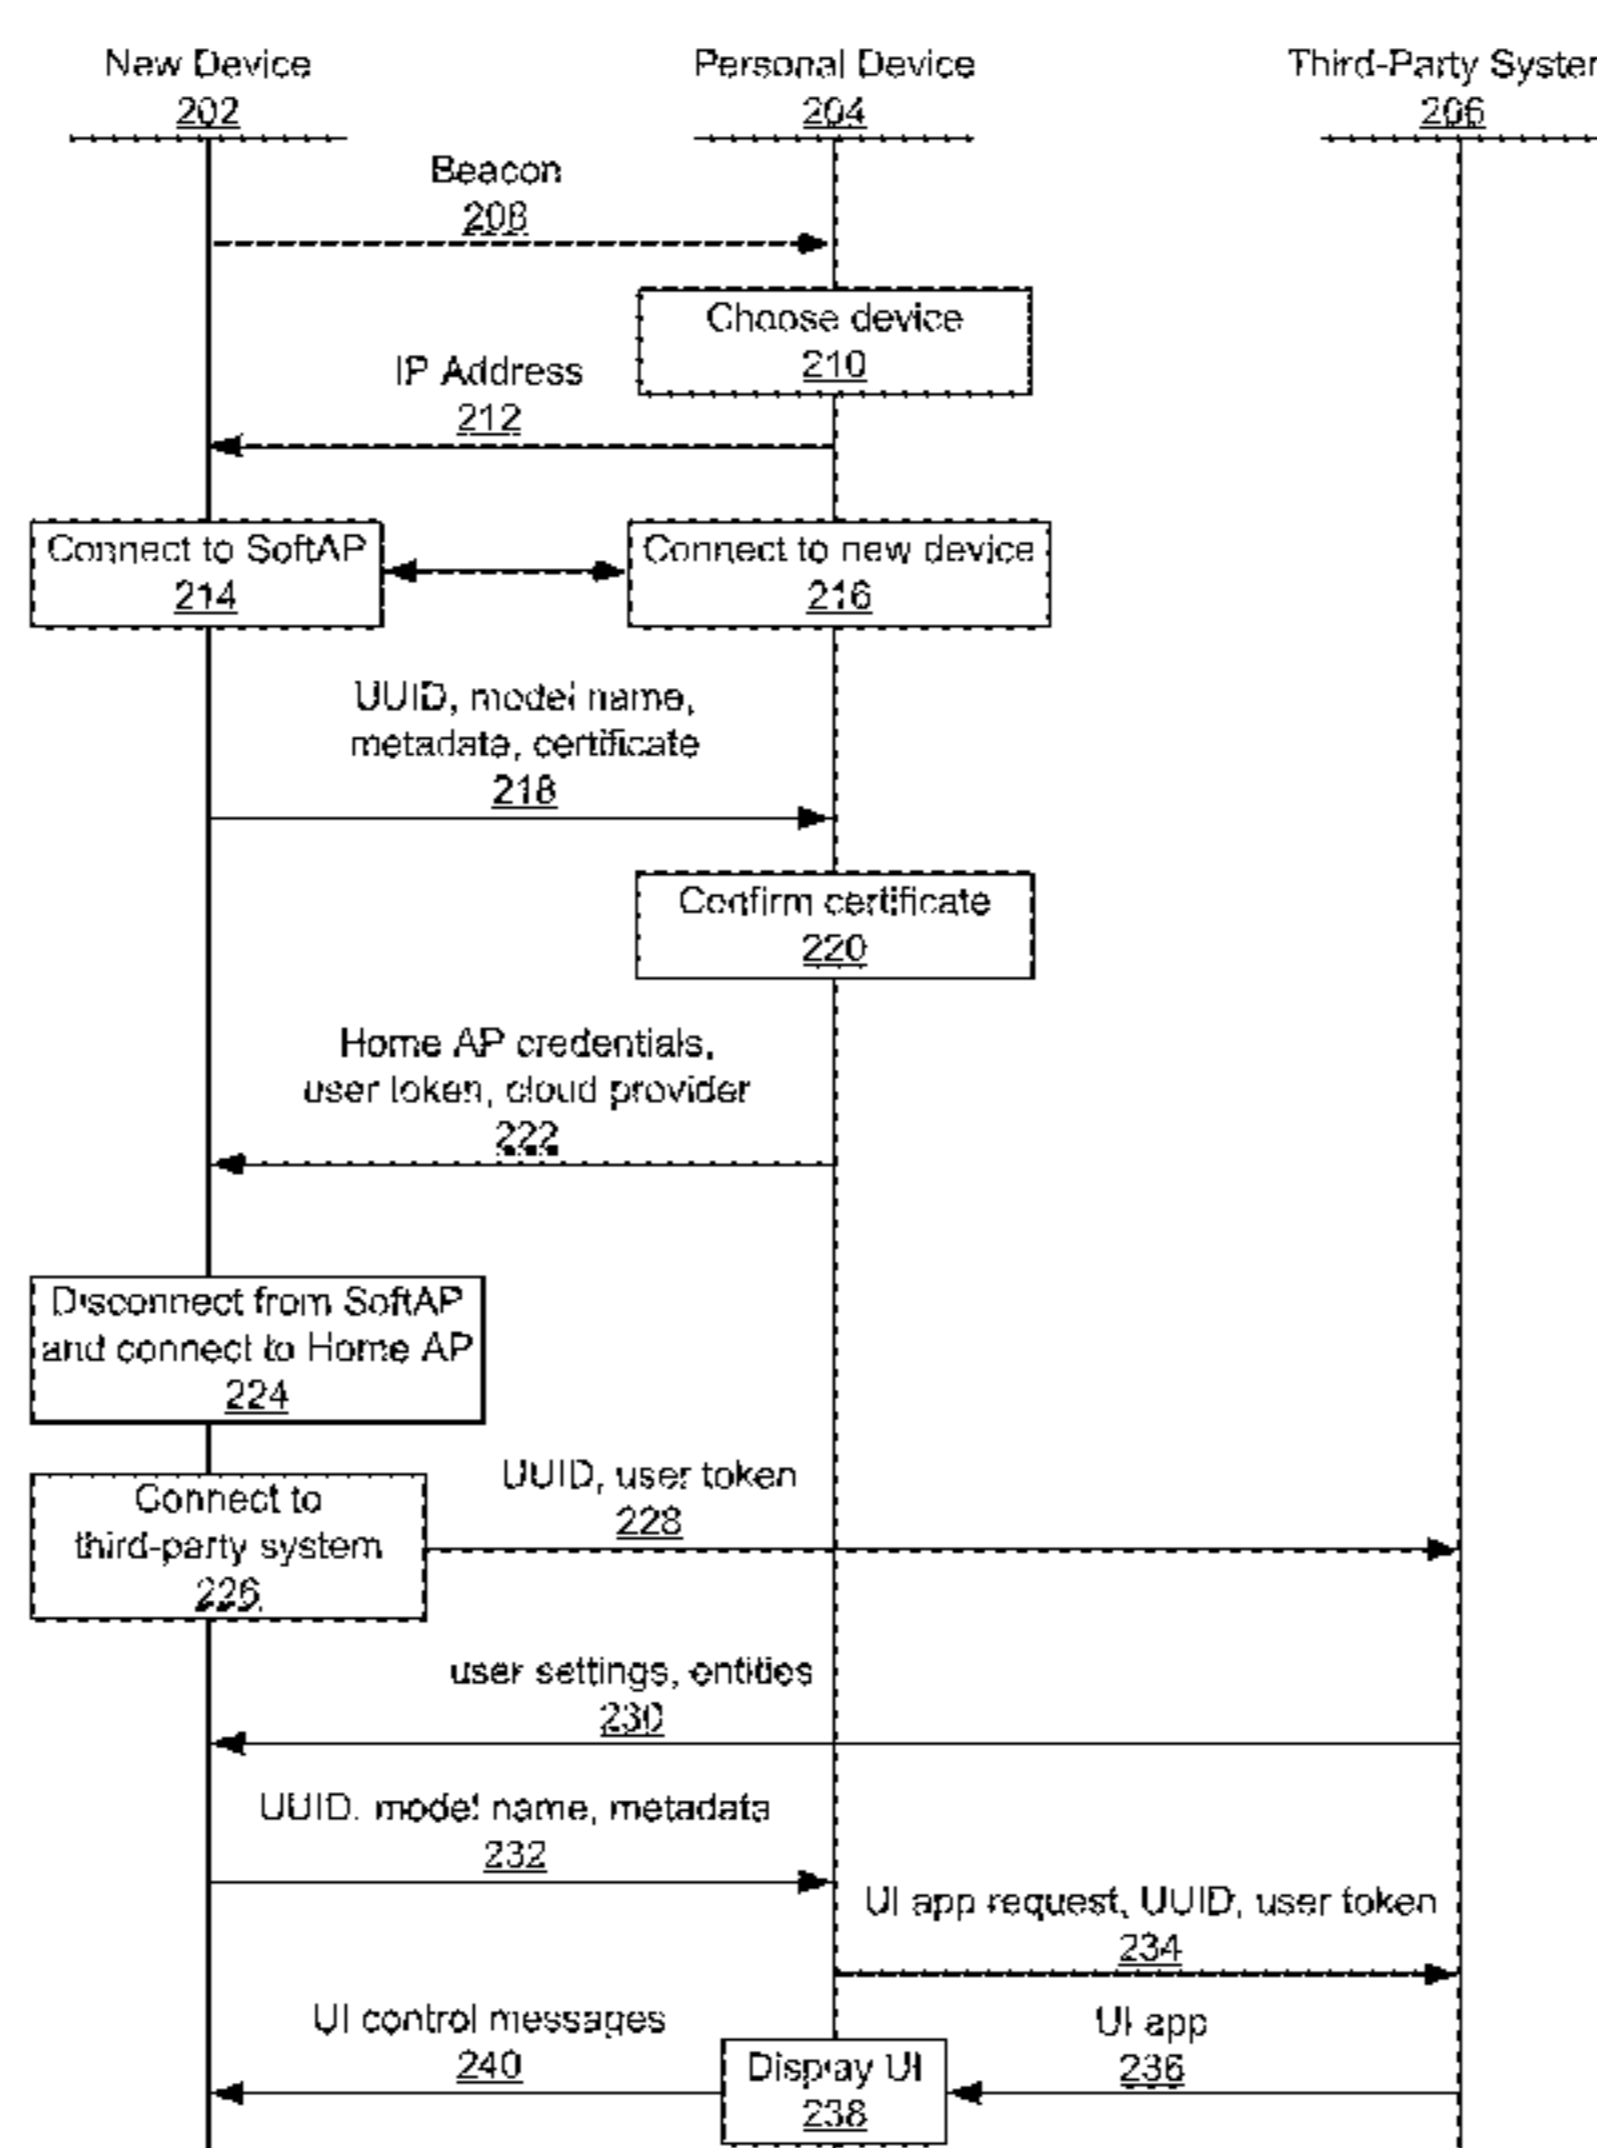 New Device
202
Personal Device
204
Third-Party System
206
Beacon
208
Choose device
210
IP Address
212
Connect to SoftAP
214
Connect to new device
216
UUID, model name,
metadata, certificate
218
Confirm certificate
220
Home AP credentials,
user token, cloud provider
222
Disconnect from SoftAP
and connect to Home AP
224
Connect to
third-party system
226
UUID, user token
228
user settings, entities
230
UUID, model name, metadata
232
UI app request, UUID, user token
234
UI control messages
240
Display UI
238
UI app
236